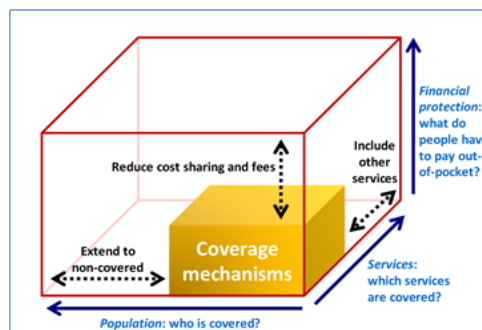 Financial
protection:
what do
people have
to pay out-
of-pocket?
Include
other
services
Reduce cost sharing and fees
Extend to
non-covered
Coverage
mechanisms
Services:
which services
are covered?
Population: who is covered?